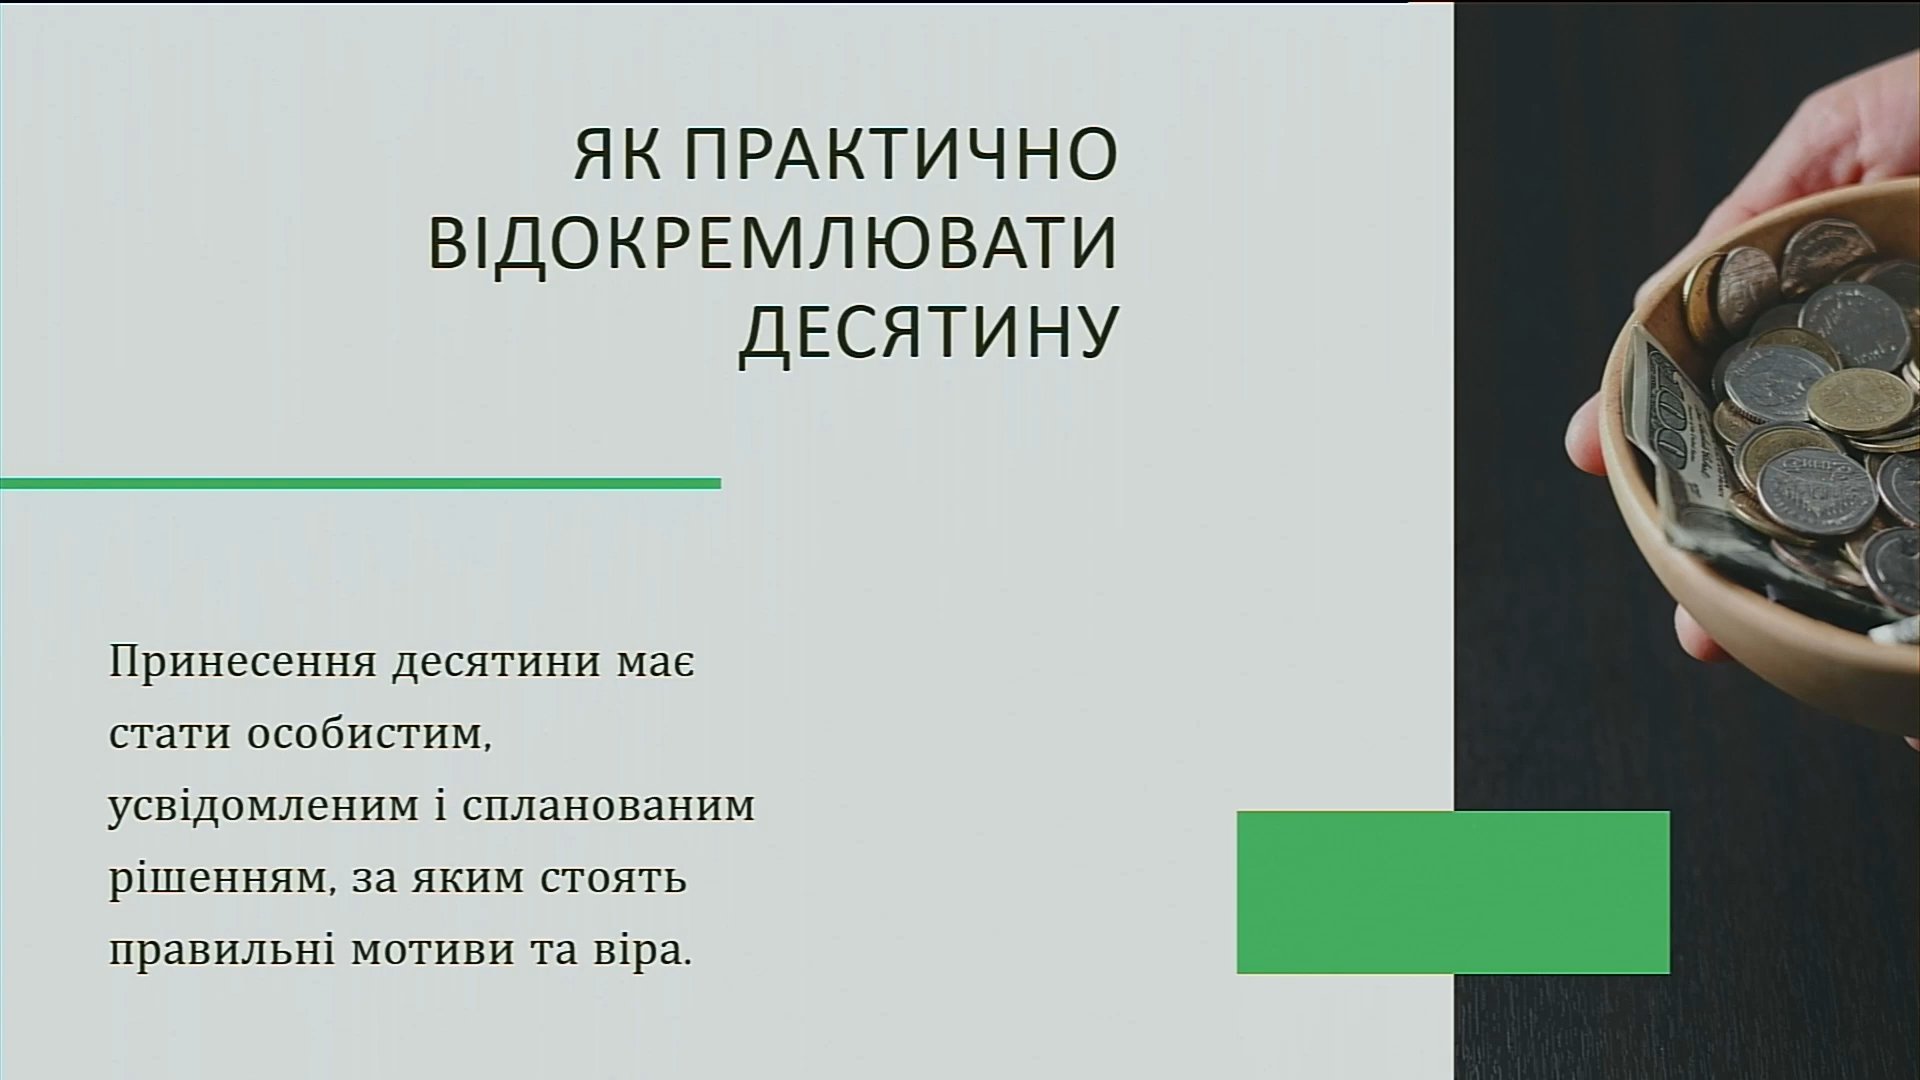 ЯК ПРАКТИЧНО
ВІДОКРЕМЛЮВАТИ
ДЕСЯТИНУ
Принесення десятини має
стати особистим,
усвідомленим і спланованим
рішенням, за яким стоять
правильні мотиви та віра.
100